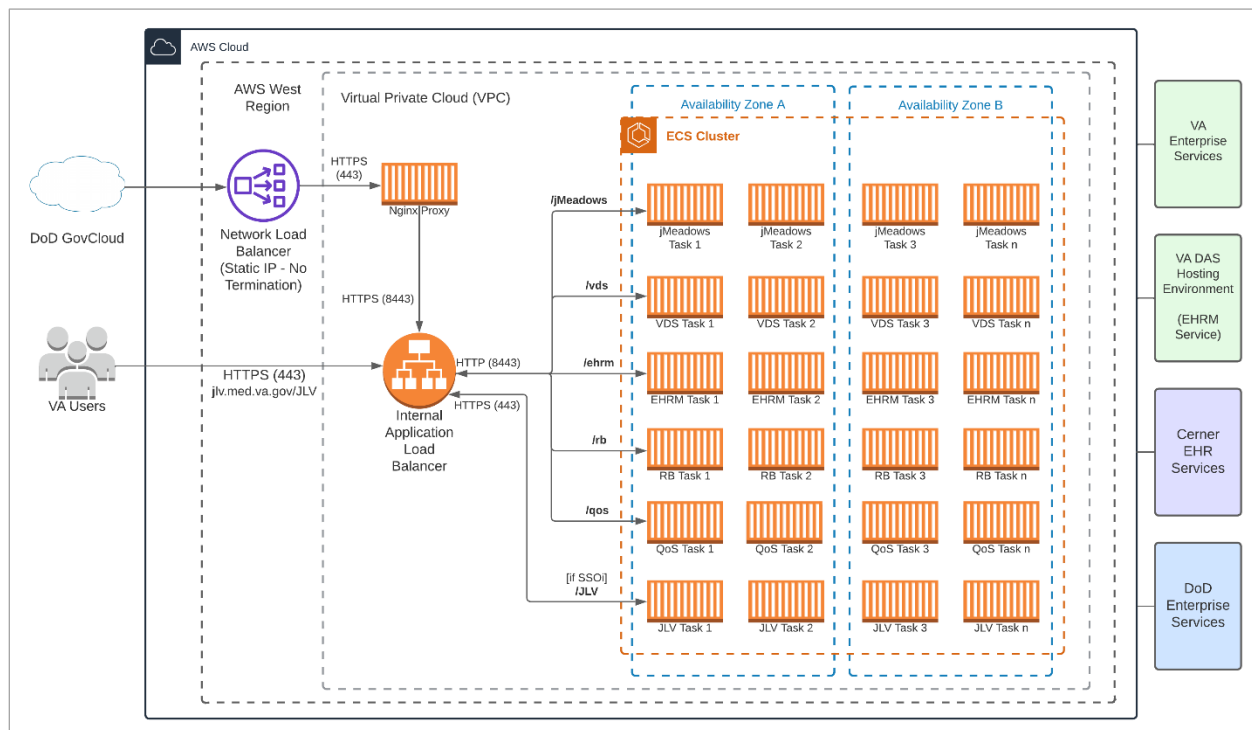 AWS Cloud
AWS West
Region
Virtual Private Cloud (VPC)
Availability Zone A
Availability Zone B
ECS Cluster
DoD GovCloud
Network Load
Balancer
(Static IP - No
Termination)
HTTPS
(443)
Nginx Proxy
HTTPS (8443)
VA Users
HTTPS (443)
jlv.med.va.gov/JLV
Internal
Application
Load
Balancer
HTTP (8443)
HTTPS (443)
/jMeadows
/vds
/ehrm
/rb
/qos
[if SSOi]
/JLV
jMeadows
Task 1
jMeadows
Task 2
jMeadows
Task 3
jMeadows
Task n
VDS Task 1
VDS Task 2
VDS Task 3
VDS Task n
EHRM Task 1
EHRM Task 2
EHRM Task 3
EHRM Task n
RB Task 1
RB Task 2
RB Task 3
RB Task n
QoS Task 1
QoS Task 2
QoS Task 3
QoS Task n
JLV Task 1
JLV Task 2
JLV Task 3
JLV Task n
VA
Enterprise
Services
VA DAS
Hosting
Environment
(EHRM
Service)
Cerner
EHR
Services
DoD
Enterprise
Services